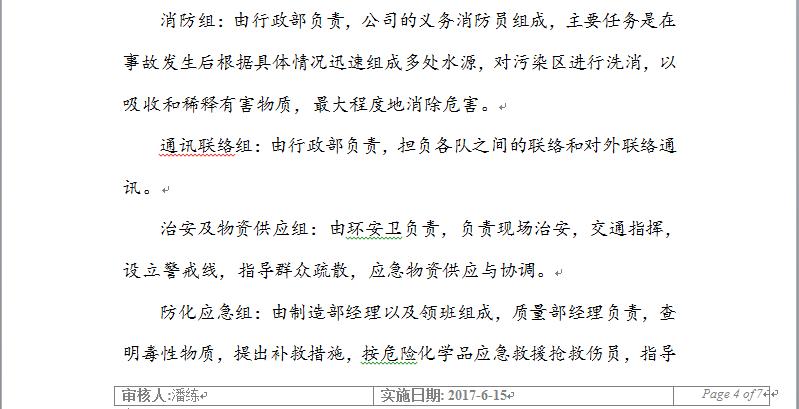 消防组：由行政部负责，公司的义务消防员组成，主要任务是在
事故发生后根据具体情况迅速组成多处水源，对污染区进行洗消，以
吸收和稀释有害物质，最大程度地消除危害。
通讯联络组：由行政部负责，担负各队之间的联络和对外联络通
讯。
治安及物资供应组：由环安卫负责，负责现场治安，交通指挥，
设立警戒线，指导群众疏散，应急物资供应与协调。
防化应急组：由制造部经理以及领班组成，质量部经理负责，查
明毒性物质，提出补救措施，按危险化学品应急救援抢救伤员，指导
审核人:潘练 实施日期: 2017-6-15 Page 4 of 7